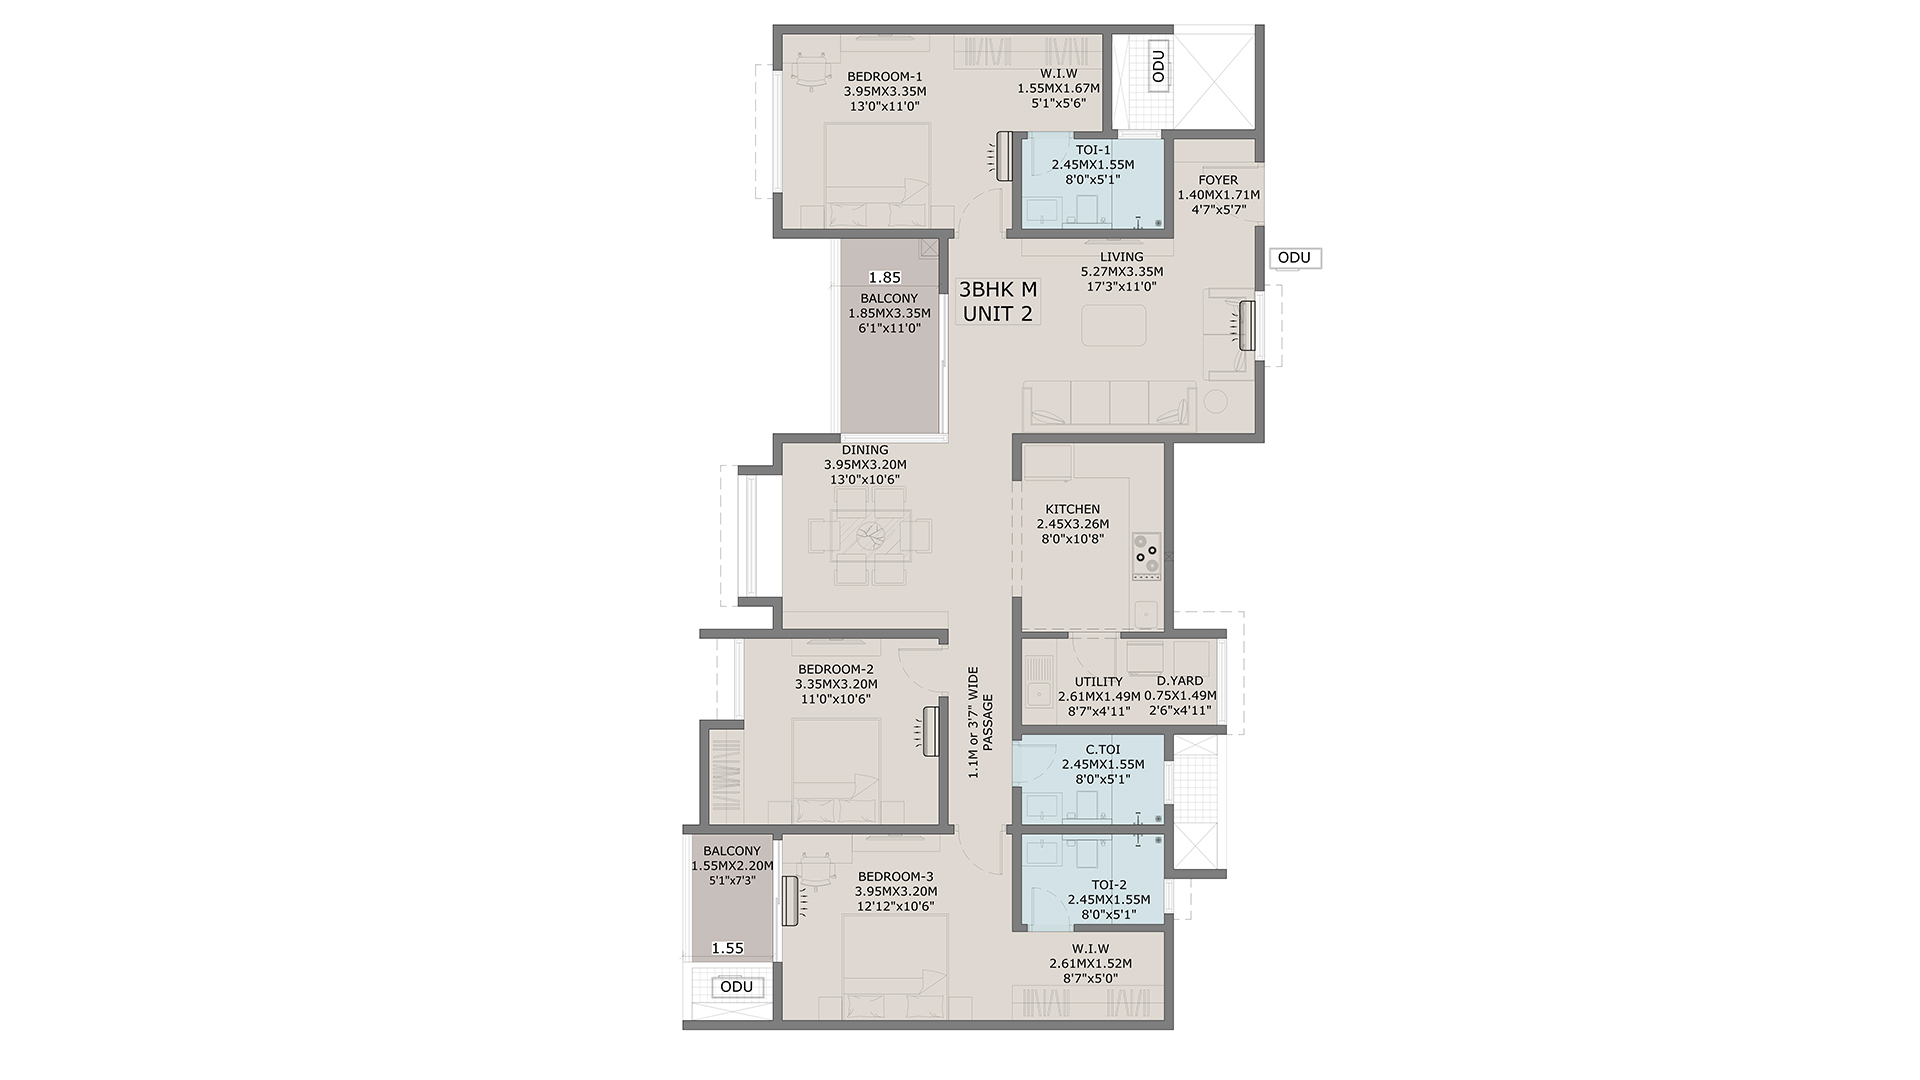 BEDROOM-1
3.95MX3.35M
13'0"x11'0"
W.I.W
1.55MX1.67M
5'1"x5'6"
ODU
TOI-1
2.45MX1.55M
8'0"x5'1"
FOYER
1.40MX1.71M
4'7"x5'7"
ODU
LIVING
5.27MX3.35M
17'3"x11'0"
3BHK M
UNIT 2
1.85
BALCONY
1.85MX3.35M
6'1"x11'0"
DINING
3.95MX3.20M
13'0"x10'6"
KITCHEN
2.45X3.26M
8'0"x10'8"
BEDROOM-2
3.35MX3.20M
11'0"x10'6"
1.1M or 3'7" WIDE
PASSAGE
UTILITY
2.61MX1.49M
8'7"x4'11"
D.YARD
0.75X1.49M
2'6"x4'11"
C.TOI
2.45MX1.55M
8'0"x5'1"
BALCONY
1.55MX2.20M
5'1"x7'3"
1.55
ODU
BEDROOM-3
3.95MX3.20M
12'12"x10'6"
TOI-2
2.45MX1.55M
8'0"x5'1"
W.I.W
2.61MX1.52M
8'7"x5'0"